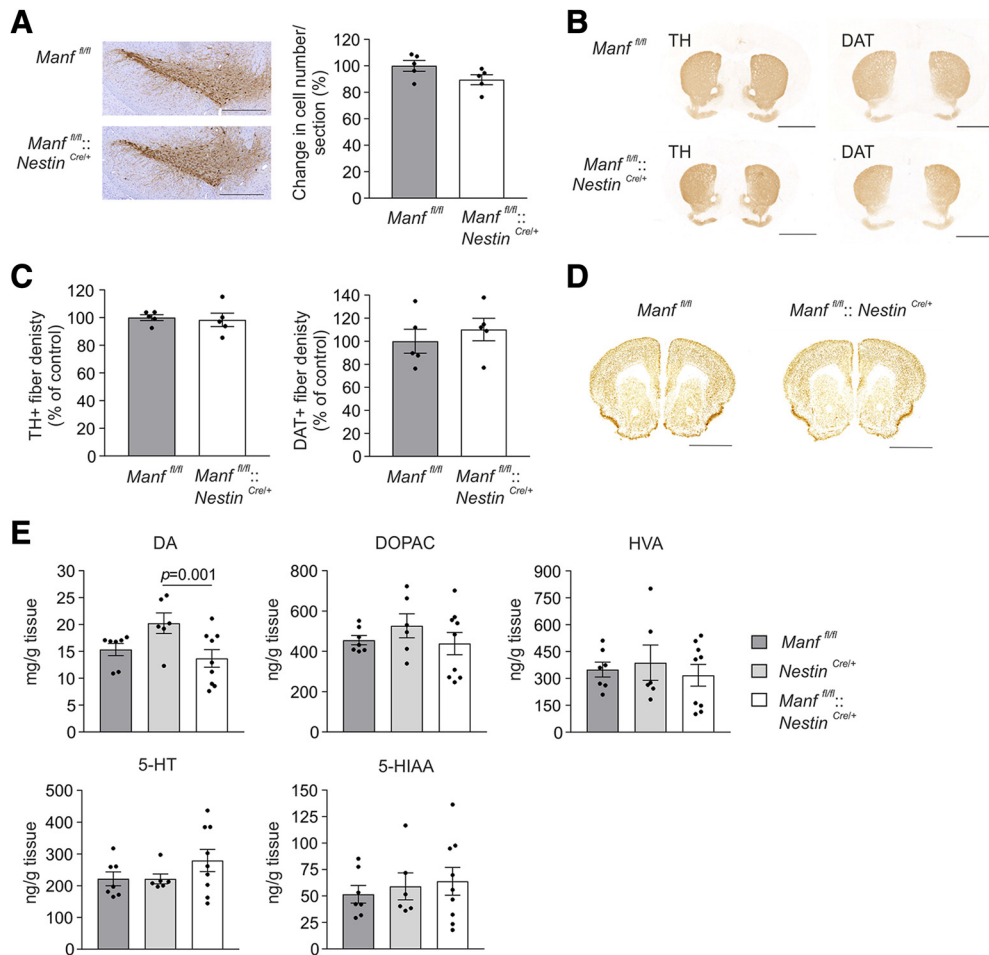 A
Manf fl/fl
Manf fl/fl::
Nestin Cre/+
Change in cell number/
section (%)
120
100
80
60
40
20
0
Manf fl/fl
Manf fl/fl::
Nestin Cre/+
B
Manf fl/fl
TH
DAT
Manf fl/fl::
Nestin Cre/+
TH
DAT
C
TH+ fiber denisty
(% of control)
120
100
80
60
40
20
0
Manf fl/fl
Manf fl/fl::
Nestin Cre/+
DAT+ fiber denisty
(% of control)
140
120
100
80
60
40
20
0
Manf fl/fl
Manf fl/fl::
Nestin Cre/+
D
Manf fl/fl
Manf fl/fl:: Nestin Cre/+
E
DA
p=0.001
mg/g tissue
30
25
20
15
10
5
0
DOPAC
ng/g tissue
800
600
400
200
0
HVA
ng/g tissue
900
750
600
450
300
150
0
Manf fl/fl
Nestin Cre/+
Manf fl/fl::
Nestin Cre/+
5-HT
ng/g tissue
500
400
300
200
100
0
5-HIAA
ng/g tissue
150
125
100
75
50
25
0